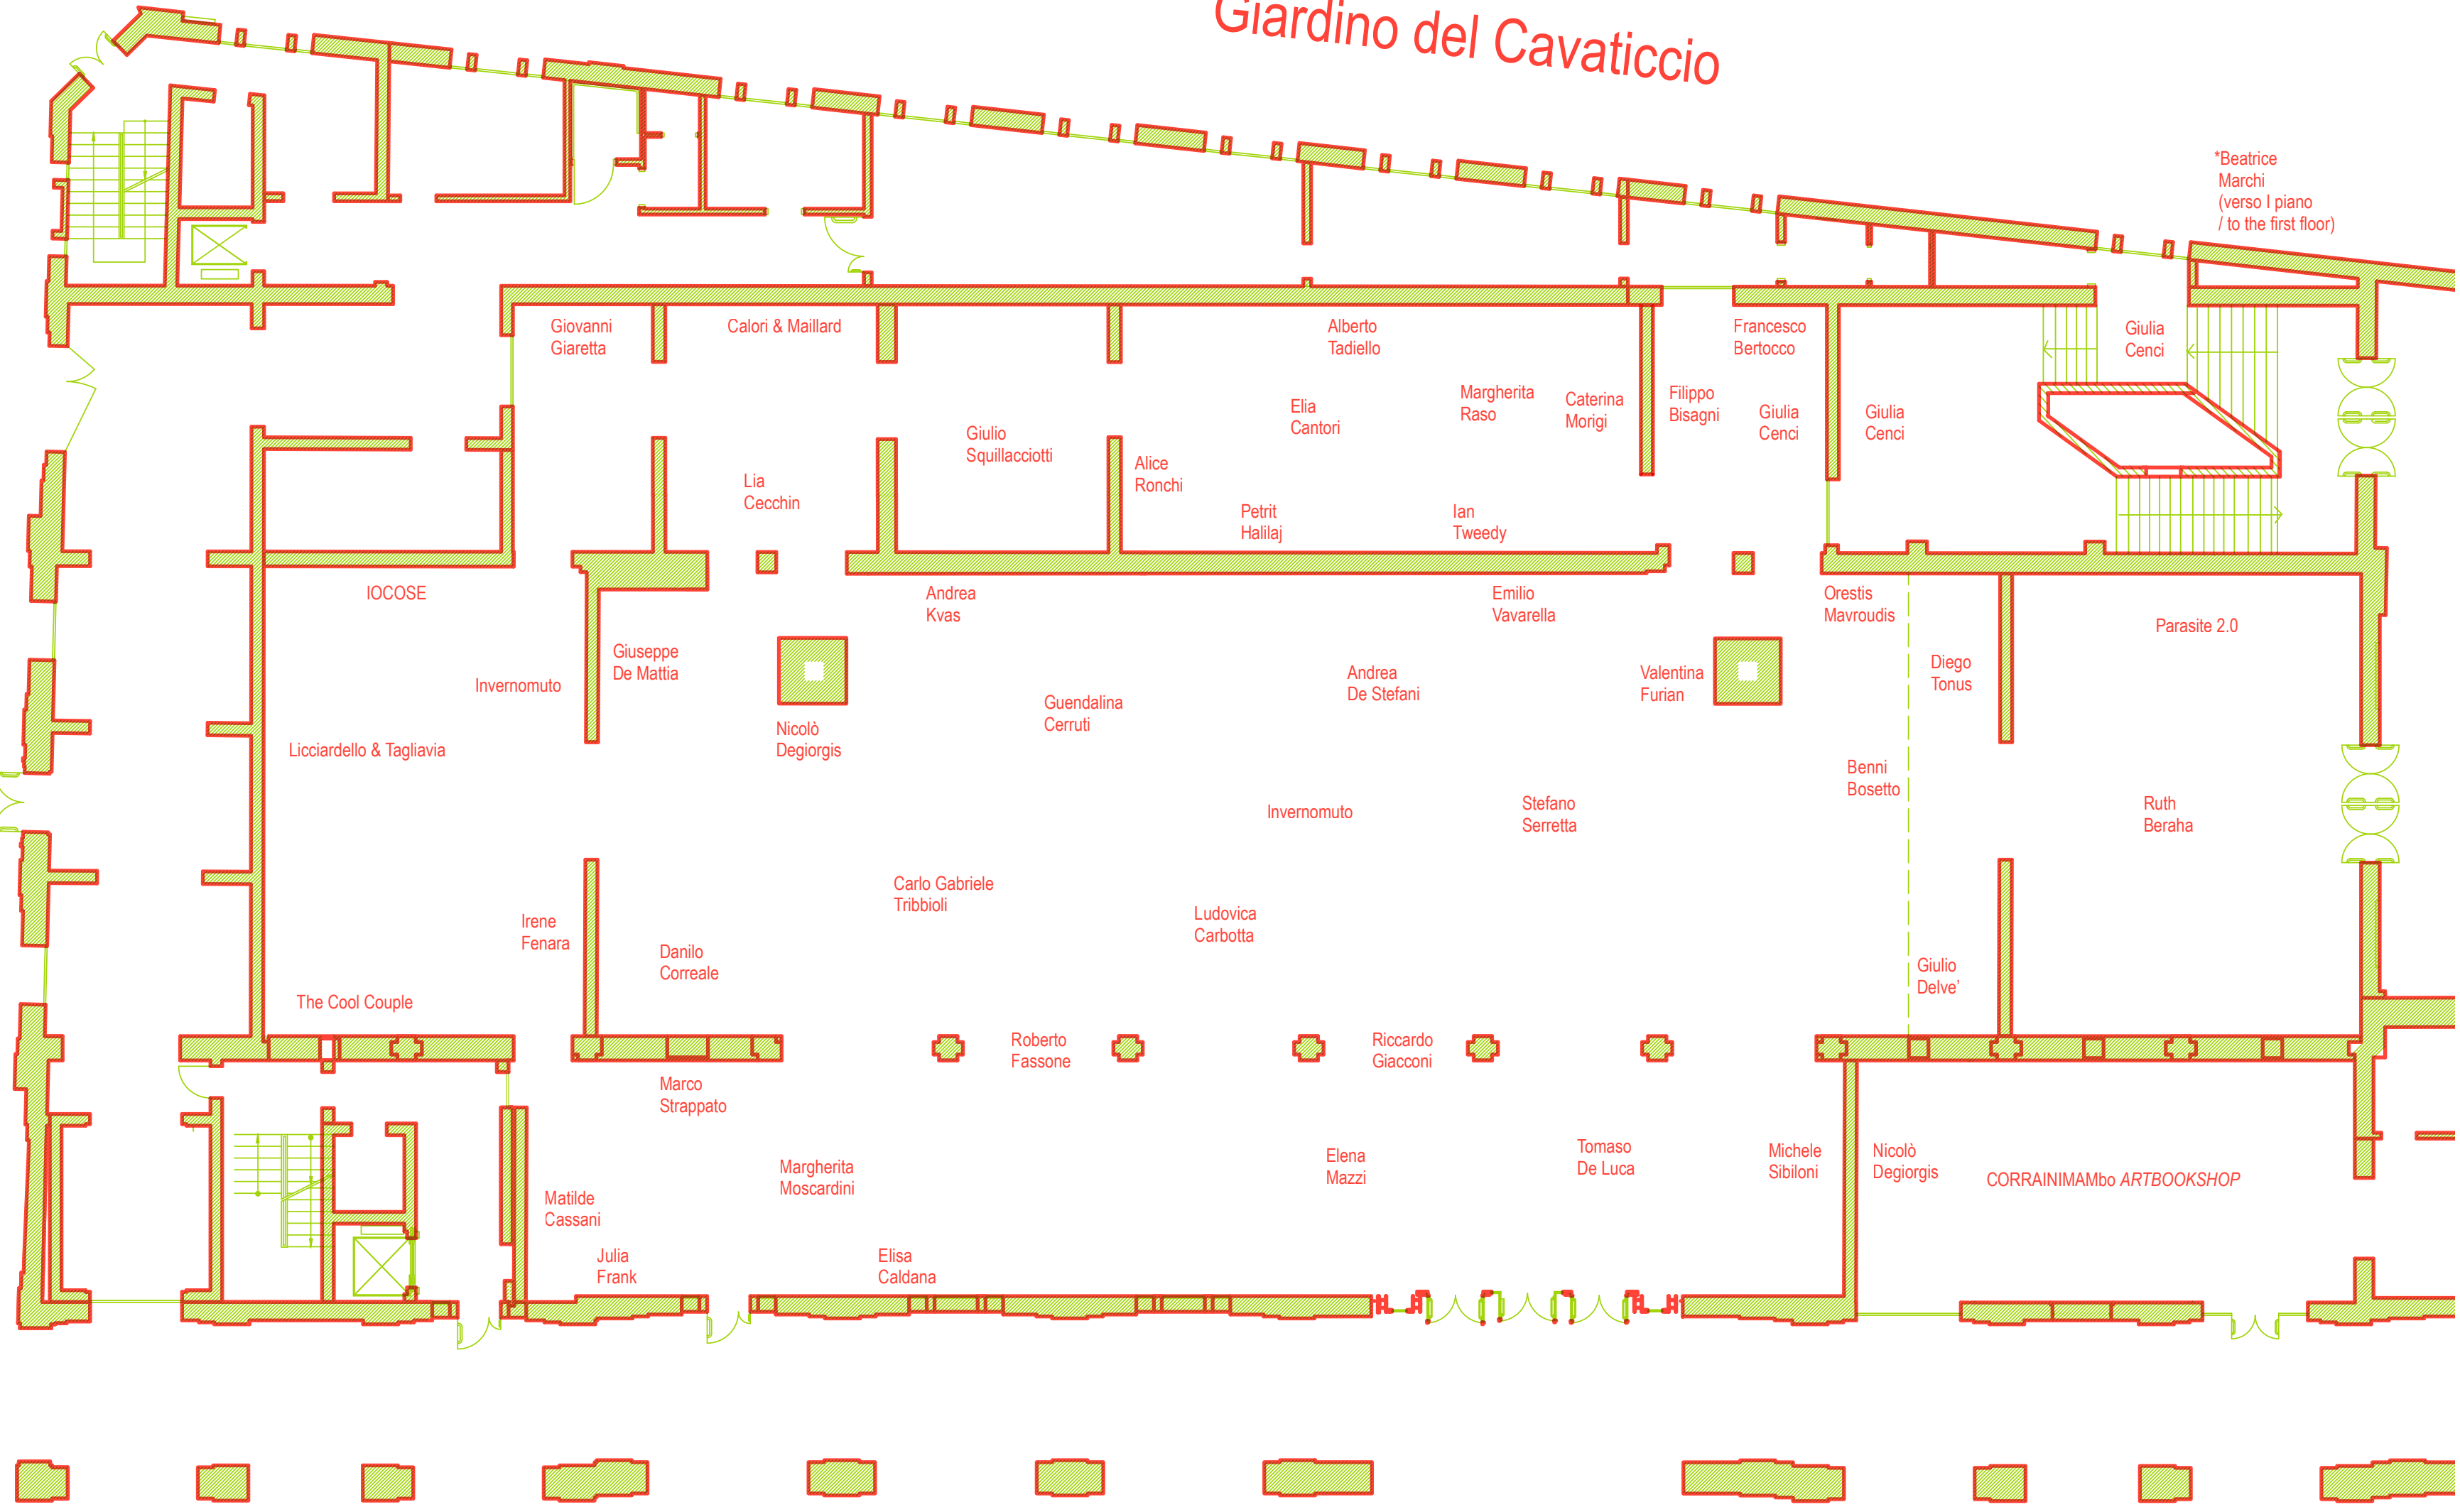 Giardino del Cavaticcio
*Beatrice
Marchi
(verso I piano
/ to the first floor)
Giovanni
Giaretta
Calori & Maillard
Alberto
Tadiello
Francesco
Bertocco
Giulia
Cenci
Elia
Cantori
Margherita
Raso
Caterina
Morigi
Filippo
Bisagni
Giulia
Cenci
Giulia
Cenci
Giulio
Squillacciotti
Alice
Ronchi
Lia
Cecchin
Petrit
Halilaj
Ian
Tweedy
IOCOSE
Andrea
Kvas
Emilio
Vavarella
Orestis
Mavroudis
Parasite 2.0
Giuseppe
De Mattia
Invernomuto
Andrea
De Stefani
Valentina
Furian
Diego
Tonus
Guendalina
Cerruti
Nicolò
Degiorgis
Licciardello & Tagliavia
Benni
Bosetto
Invernomuto
Stefano
Serretta
Ruth
Beraha
Carlo Gabriele
Tribbioli
Ludovica
Carbotta
Irene
Fenara
Danilo
Correale
Giulio
Delve’
The Cool Couple
Roberto
Fassone
Riccardo
Giacconi
Marco
Strappato
Margherita
Moscardini
Elena
Mazzi
Tomaso
De Luca
Michele
Sibiloni
Nicolò
Degiorgis
CORRAINIMAMbo ARTBOOKSHOP
Matilde
Cassani
Julia
Frank
Elisa
Caldana